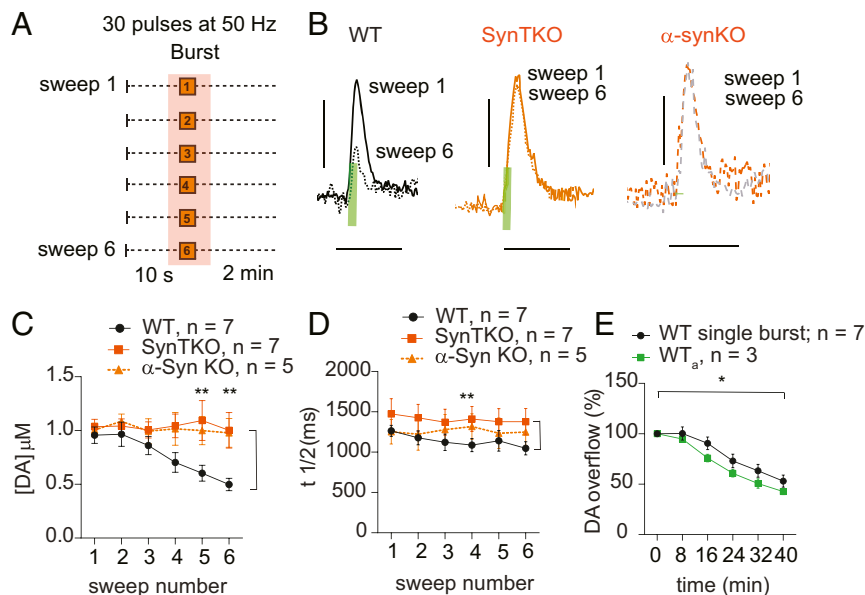 A
30 pulses at 50 Hz
Burst
sweep 1
1
2
3
4
5
sweep 6
6
10 s
2 min
B
WT
SynTKO
α-synKO
sweep 1
sweep 6
sweep 1
sweep 6
sweep 1
sweep 6
C
WT, n = 7
SynTKO, n = 7
α-Syn KO, n = 5
** **
1.5
1.0
0.5
0.0
[DA] μM
1 2 3 4 5 6
sweep number
D
WT, n = 7
SynTKO, n = 7
α-Syn KO, n = 5
**
2000
1500
1000
500
0
t 1/2(ms)
1 2 3 4 5 6
sweep number
E
WT single burst; n = 7
WTa, n = 3
*
150
100
50
0
DA overflow (%)
0 8 16 24 32 40
time (min)